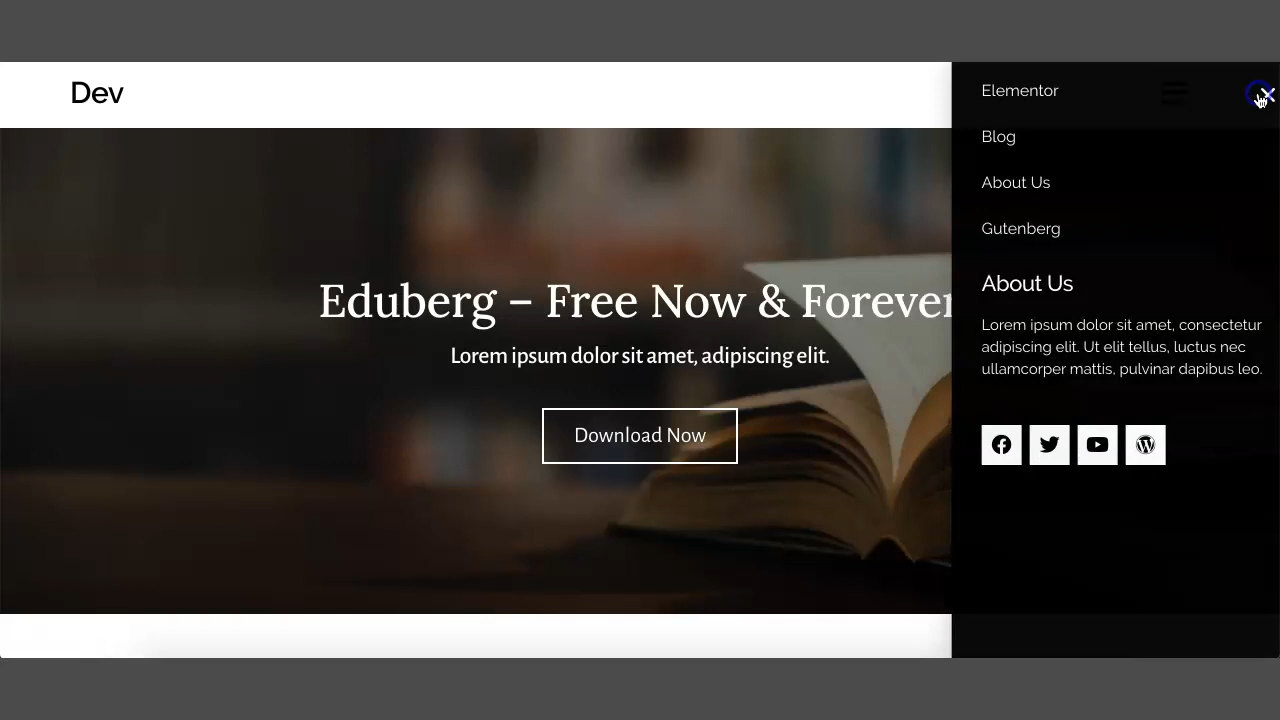 Dev
Eduberg – Free Now & Forever
Lorem ipsum dolor sit amet, adipiscing elit.
Download Now
Elementor
Blog
About Us
Gutenberg
About Us
Lorem ipsum dolor sit amet, consectetur
adipiscing elit. Ut elit tellus, luctus nec
ullamcorper mattis, pulvinar dapibus leo.